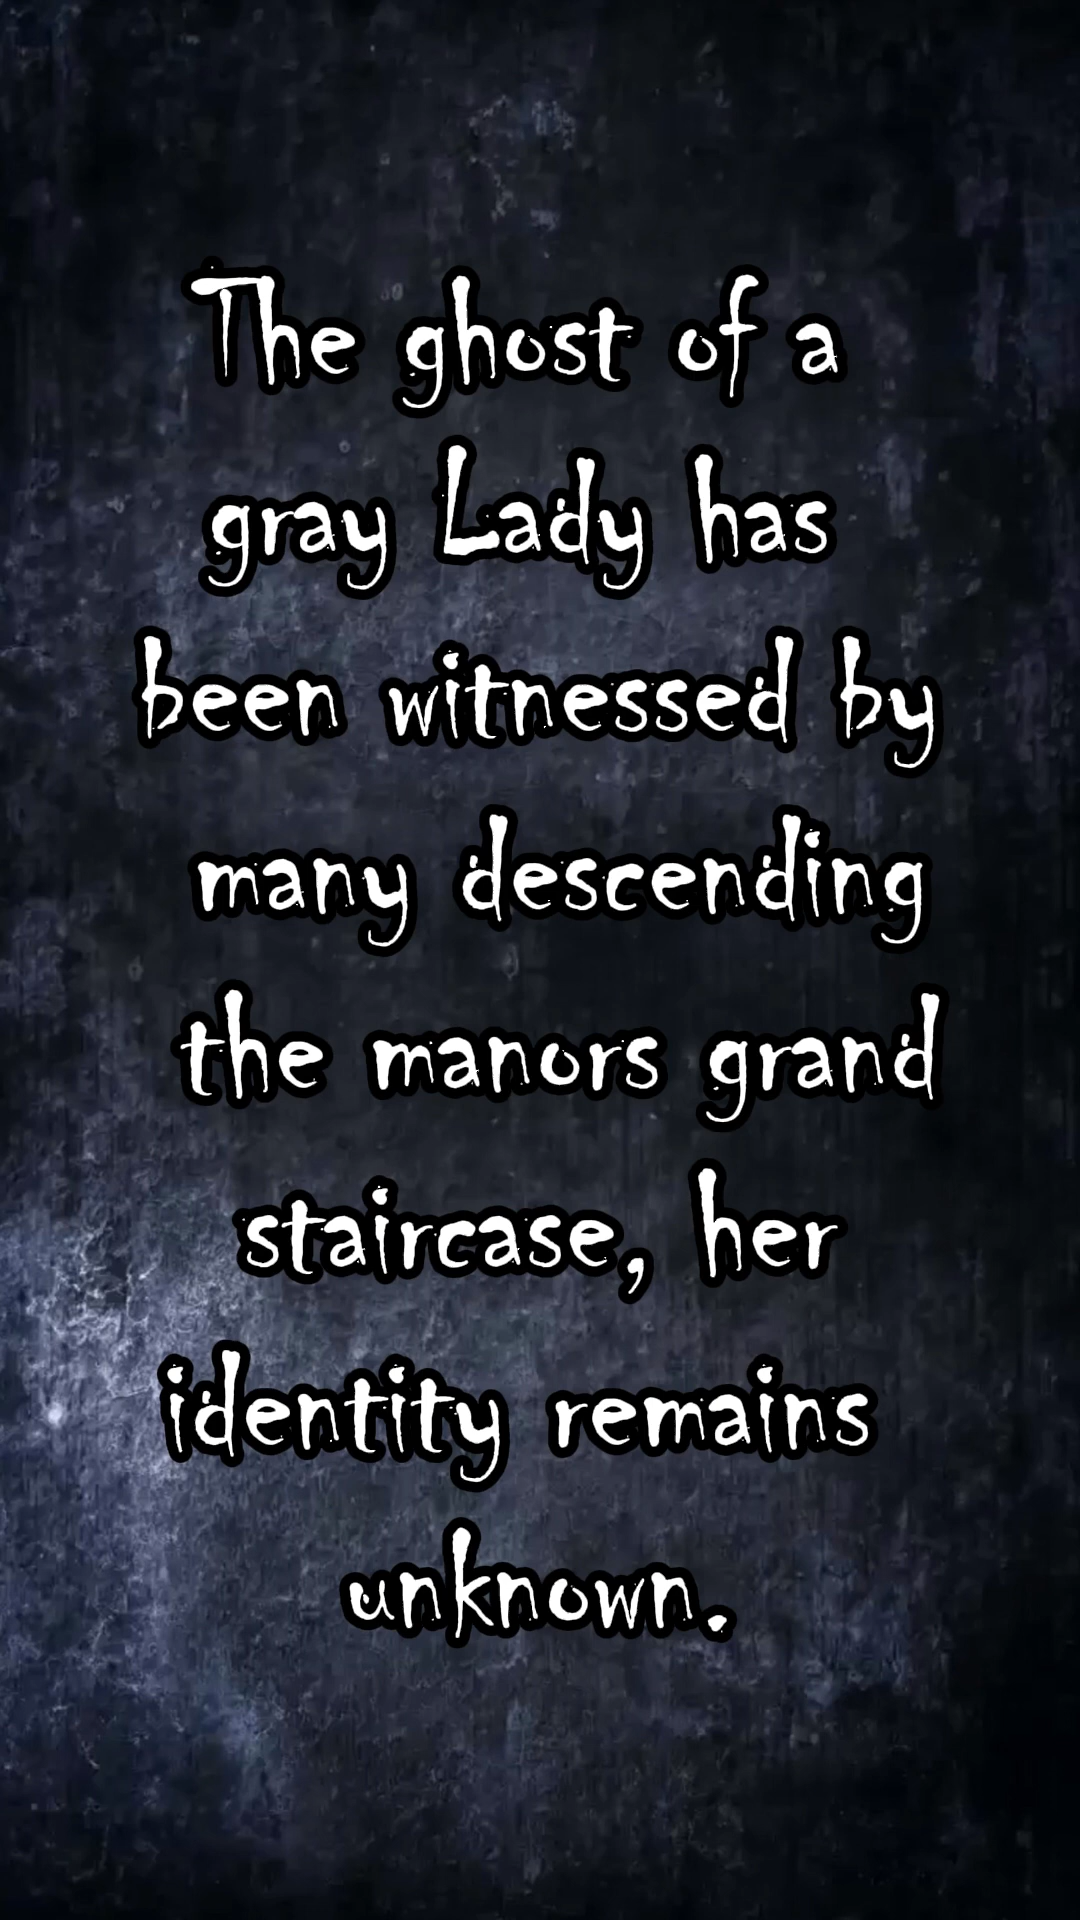 The ghost of a
gray Lady has
been witnessed by
many descending
the manors grand
staircase, her
identity remains
unknown.